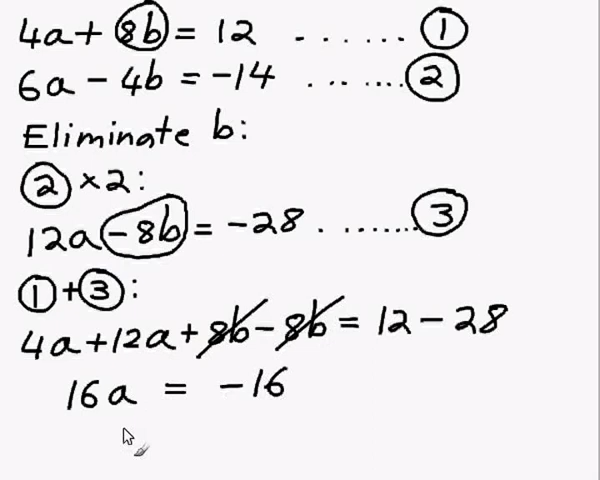 4a + 8b = 12 ....... ①
6a - 4b = -14 ....... ②
Eliminate b:
② × 2:
12a - 8b = -28 ........ ③
① + ③:
4a + 12a + 8b - 8b = 12 - 28
16a = -16